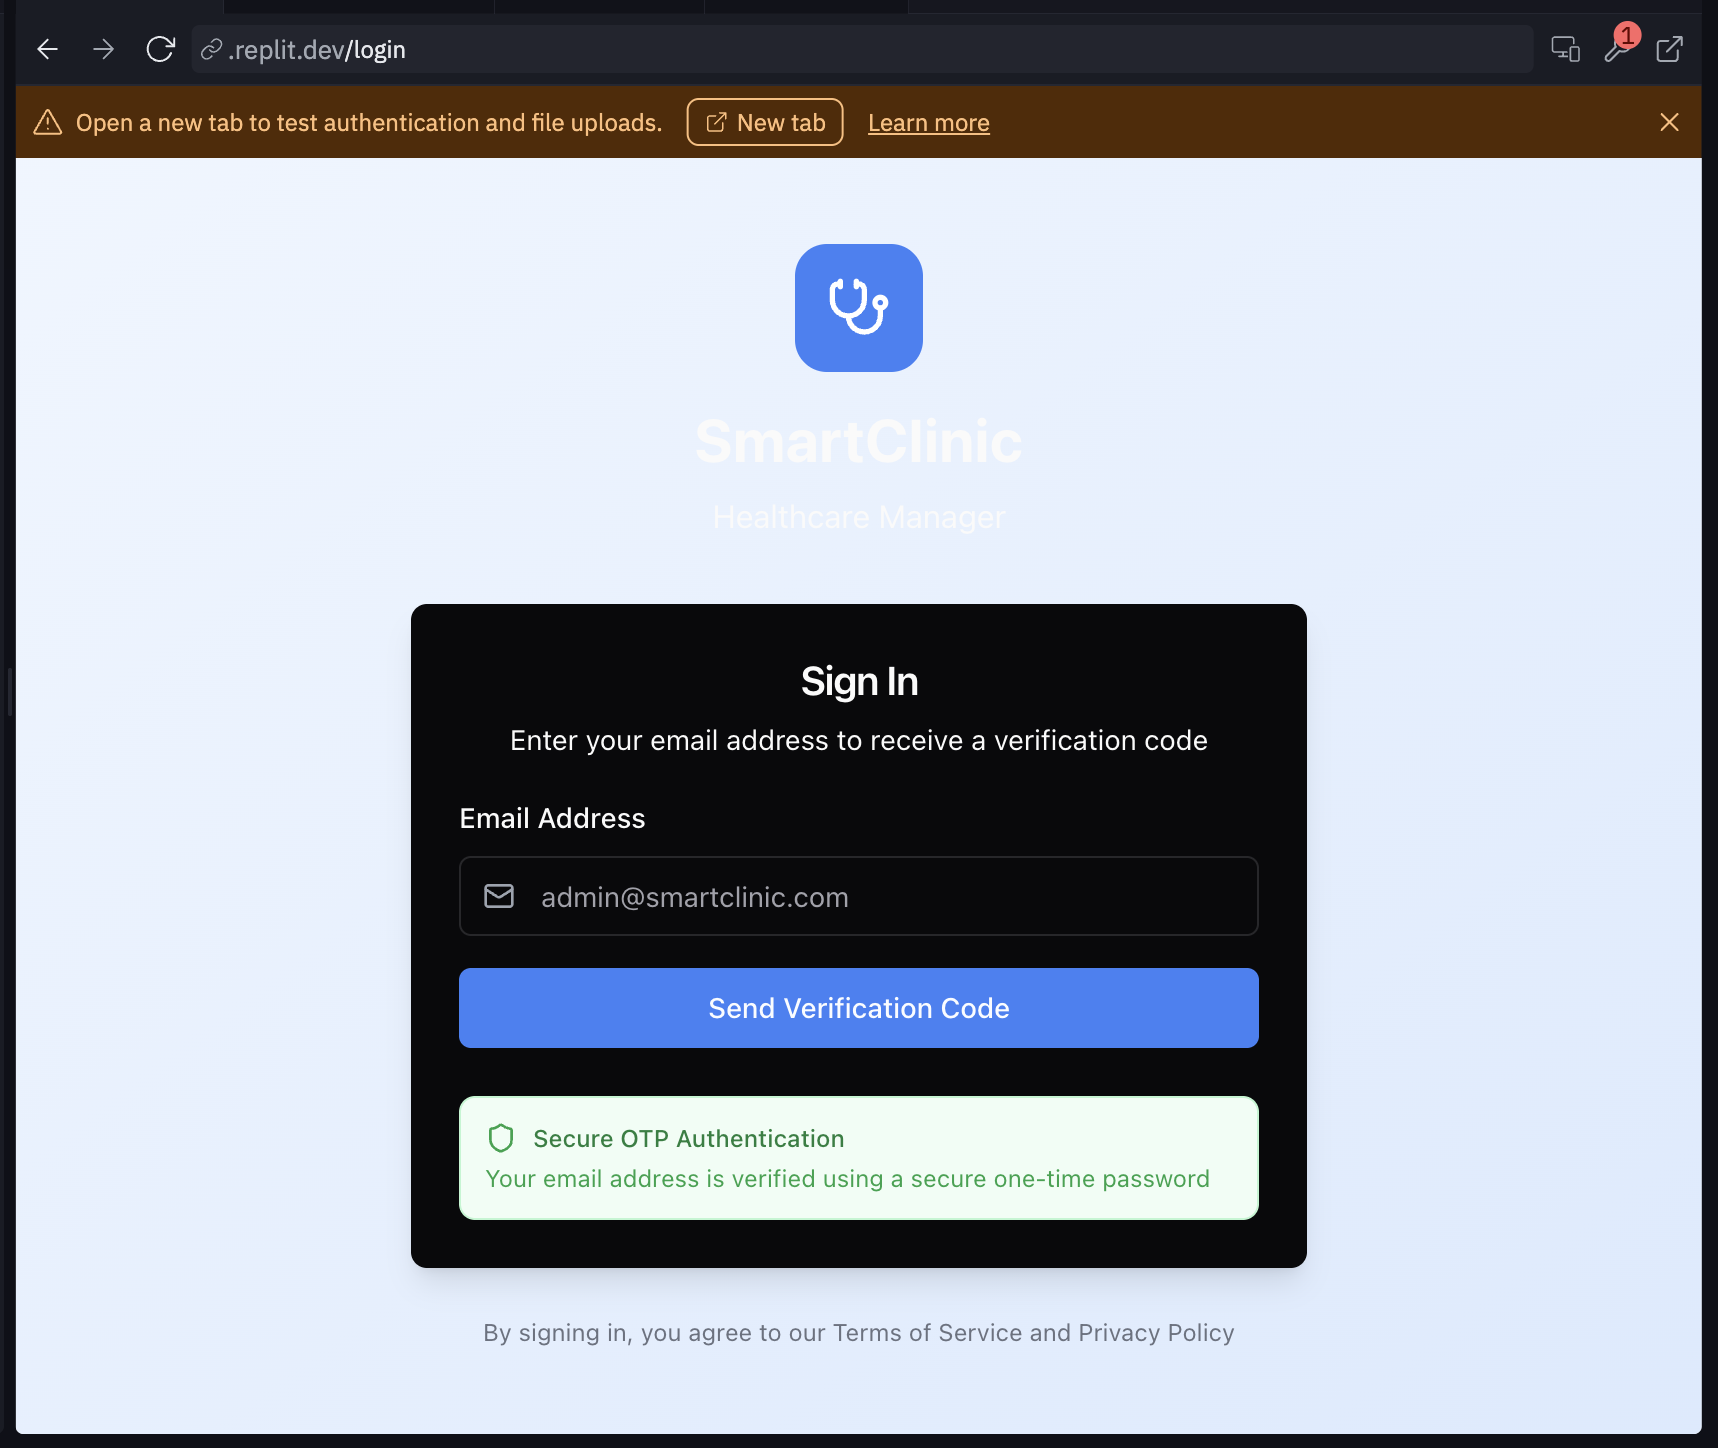 .replit.dev/login
1
Open a new tab to test authentication and file uploads. New tab Learn more
SmartClinic
Healthcare Manager
Sign In
Enter your email address to receive a verification code
Email Address
admin@smartclinic.com
Send Verification Code
Secure OTP Authentication
Your email address is verified using a secure one-time password
By signing in, you agree to our Terms of Service and Privacy Policy